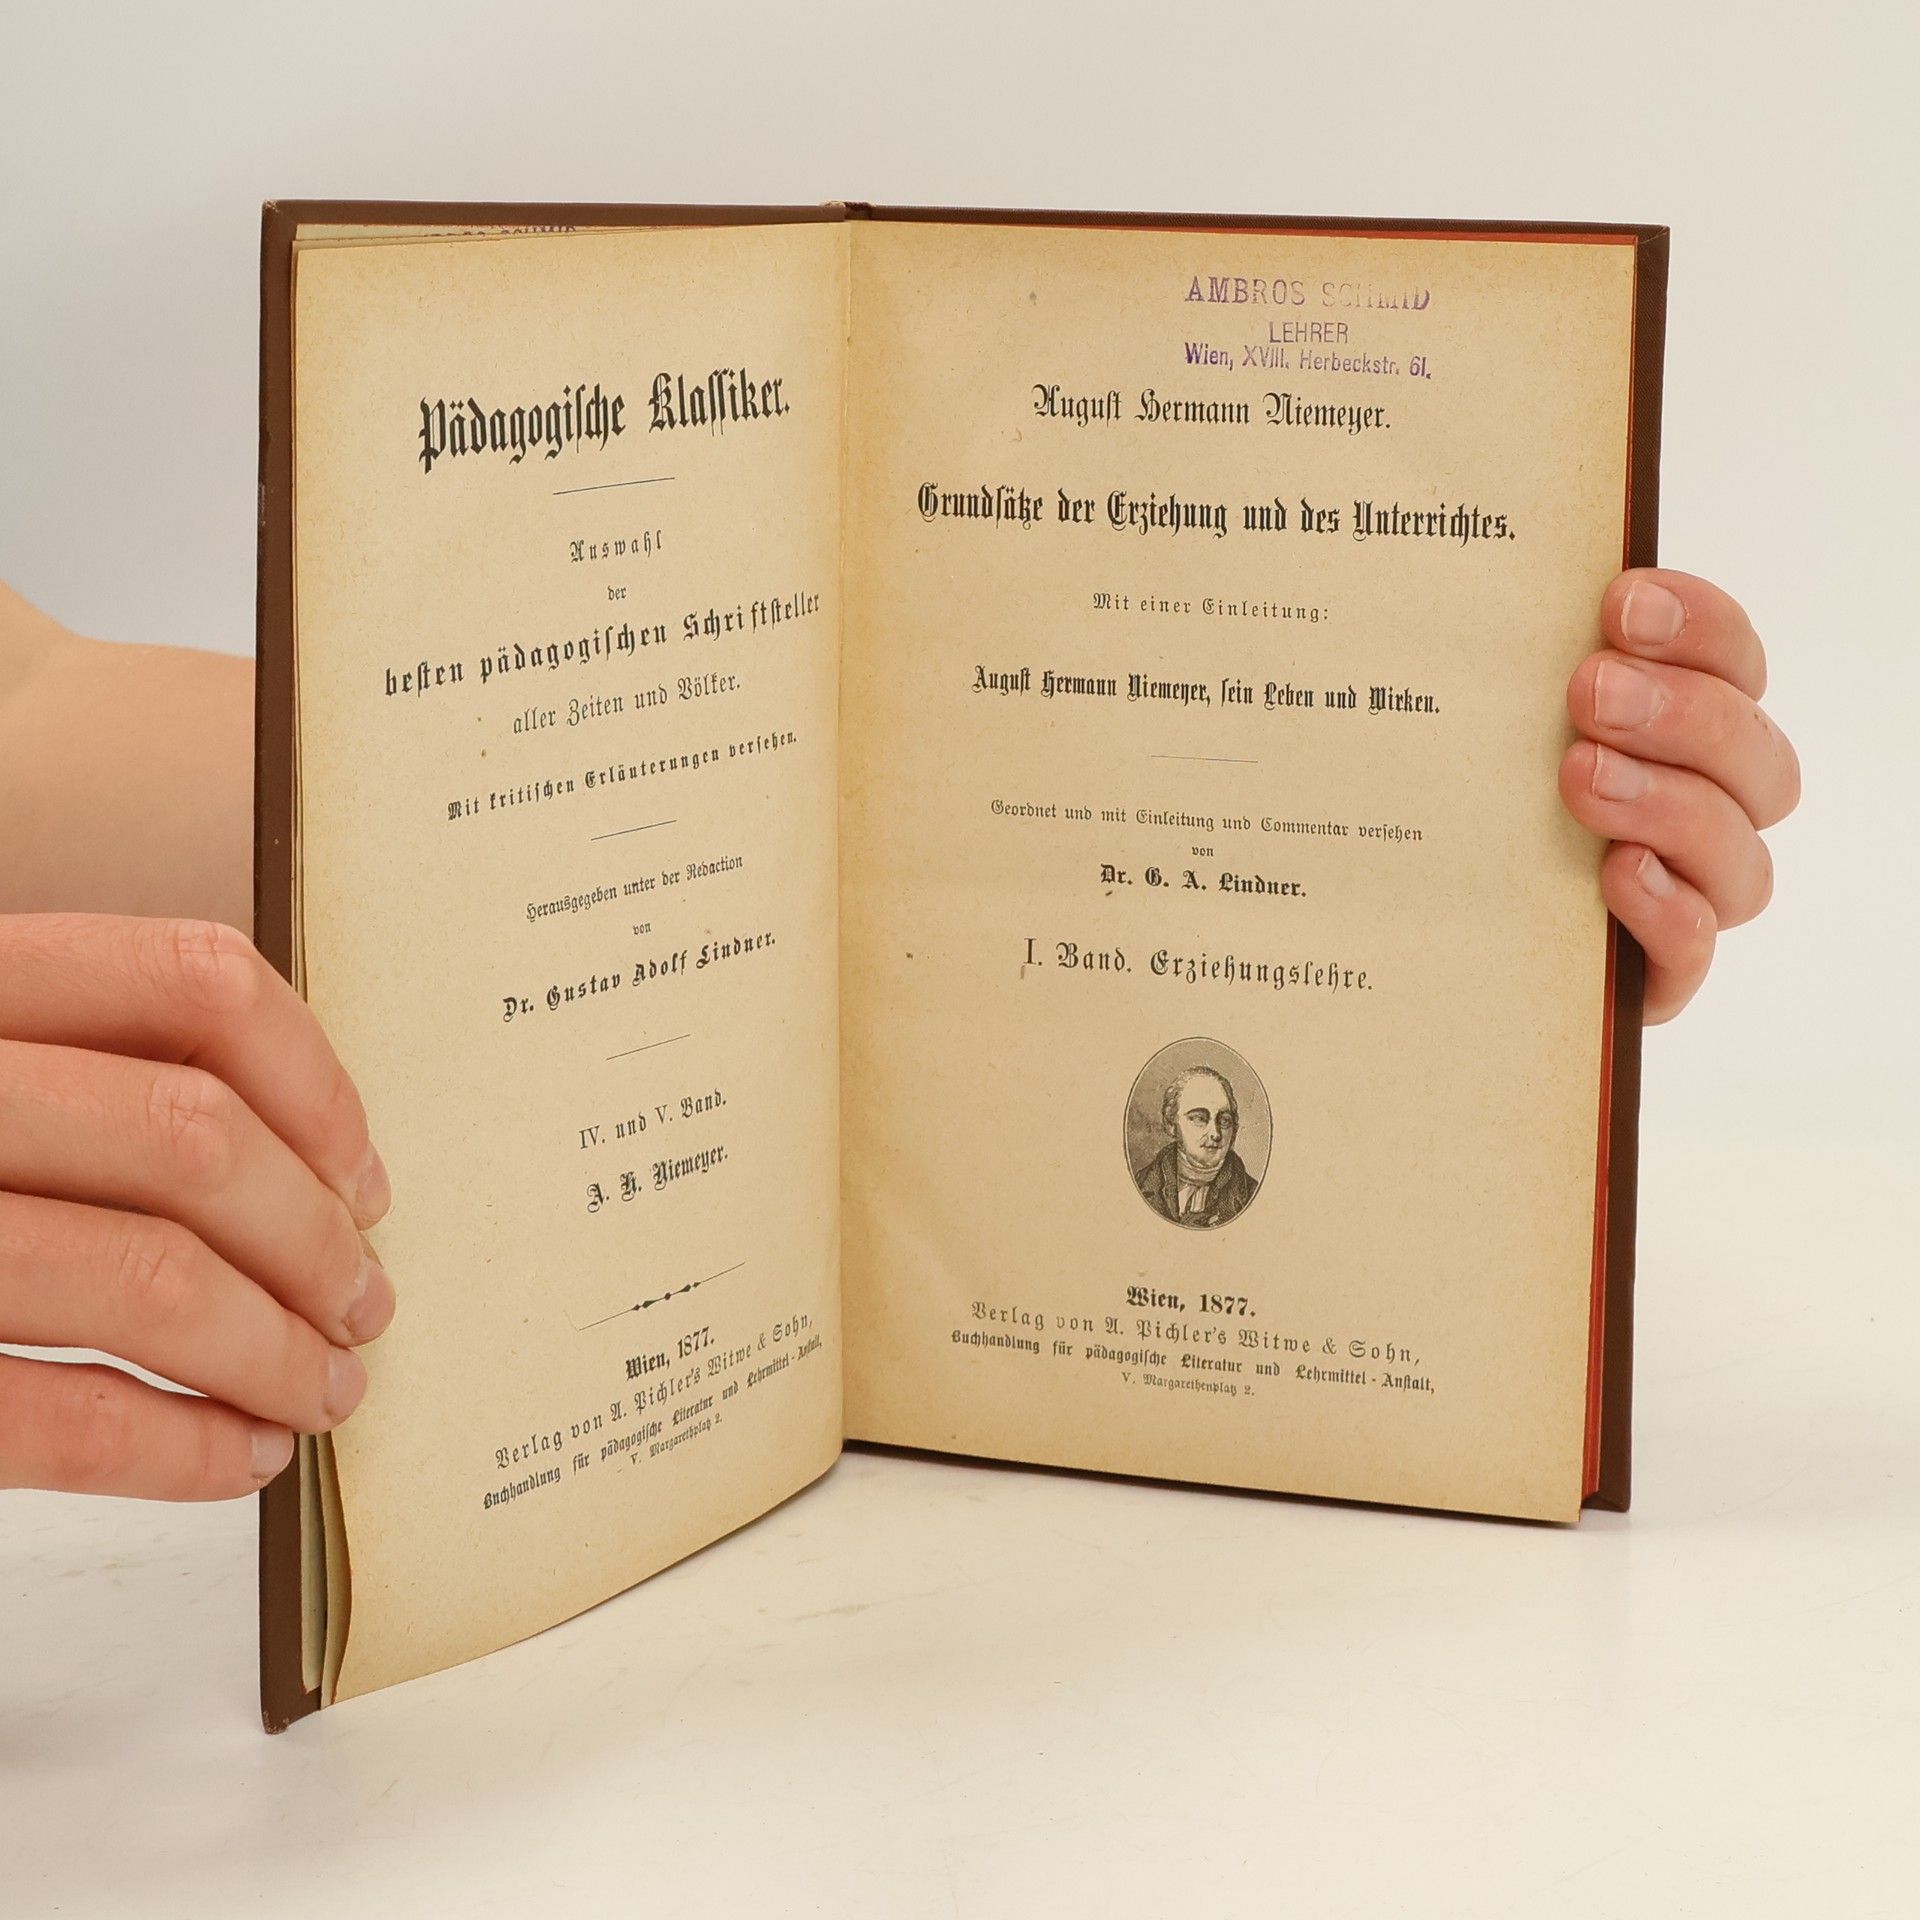 Pädagogische Klassiker.
Auswahl
der
besten pädagogischen Schriftsteller
aller Zeiten und Völker.
Mit kritischen Erläuterungen versehen.
Herausgegeben unter der Redaction
von
Dr. Gustav Adolf Lindner.
IV. und V. Band.
A. H. Niemeyer.
Wien, 1877.
Verlag von A. Pichler's Witwe & Sohn,
Buchhandlung für pädagogische Literatur und Lehrmittel-Anstalt,
V. Margarethplatz 2.
AMBROS SCHMID
LEHRER
Wien, XVIII. Herbeckstr. 61.
August Hermann Niemeyer.
Grundsätze der Erziehung und des Unterrichtes.
Mit einer Einleitung:
August Hermann Niemeyer, sein Leben und Wirken.
Geordnet und mit Einleitung und Commentar versehen
von
Dr. G. A. Lindner.
I. Band. Erziehungslehre.
Wien, 1877.
Verlag von A. Pichler's Witwe & Sohn,
Buchhandlung für pädagogische Literatur und Lehrmittel-Anstalt,
V. Margarethenplatz 2.